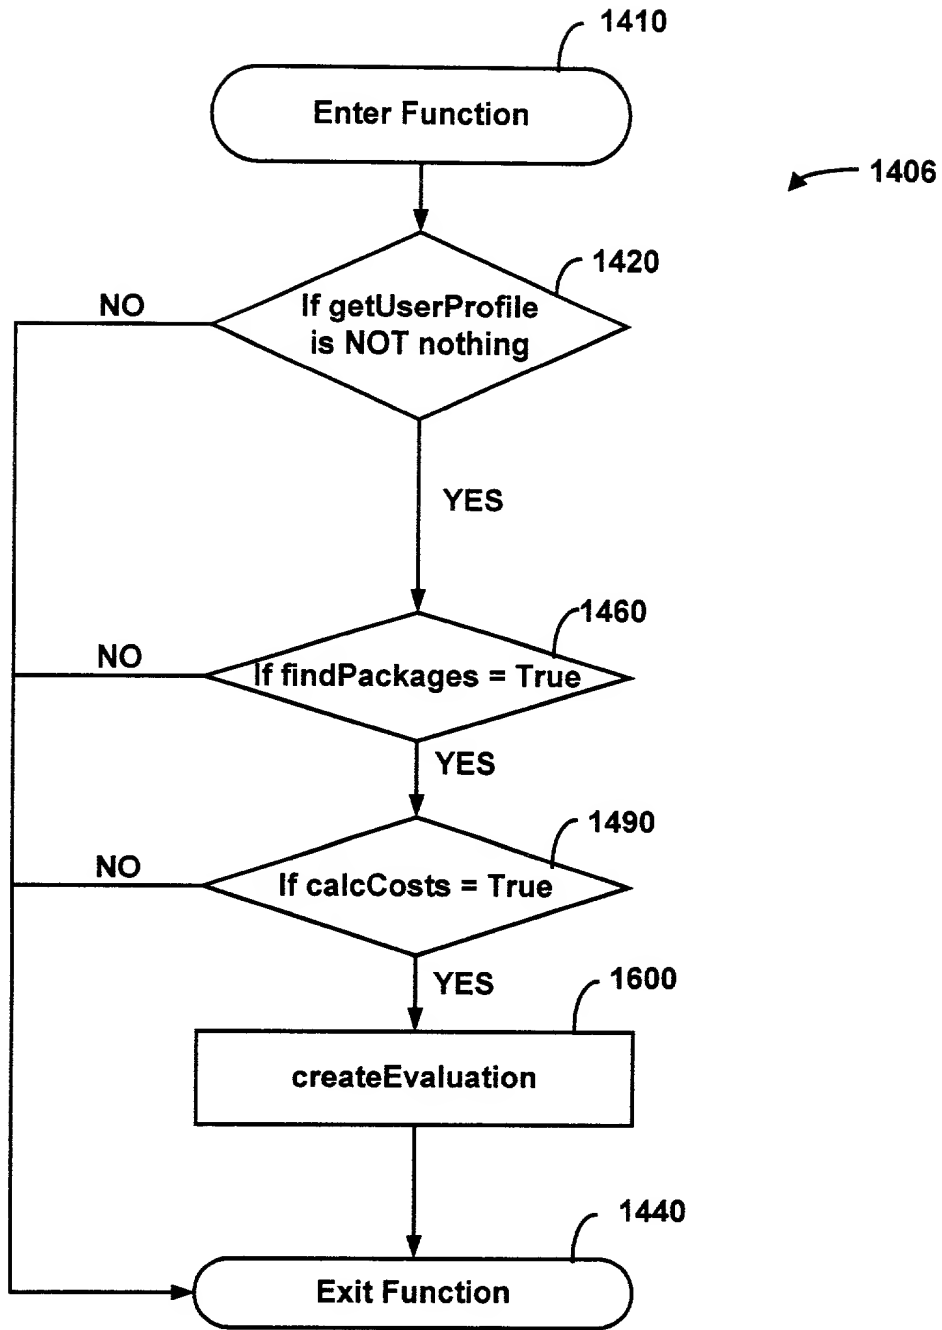 1410
Enter Function
1406
1420
NO
If getUserProfile
is NOT nothing
YES
1460
NO
If findPackages = True
YES
1490
NO
If calcCosts = True
YES
1600
createEvaluation
1440
Exit Function